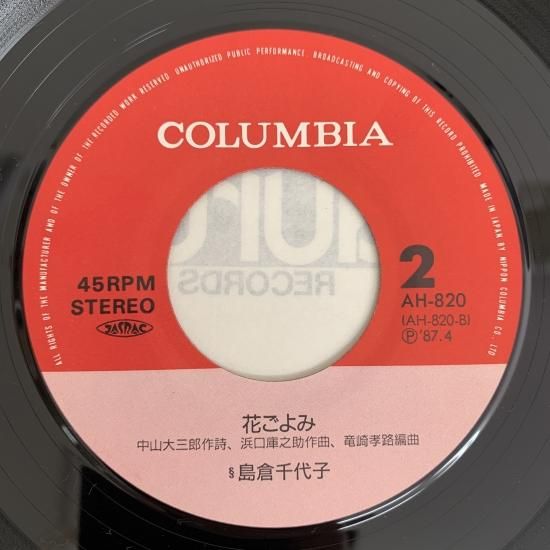 ALL RIGHTS OF THE MANUFACTURER AND OF THE OWNER OF THE RECORDED WORK RESERVED. UNAUTHORIZED PUBLIC PERFORMANCE, BROADCASTING AND COPYING OF THIS RECORD PROHIBITED. MADE IN JAPAN BY NIPPON COLUMBIA CO., LTD.
COLUMBIA
45RPM
STEREO
JASRAC
2
AH-820
(AH-820-B)
Ⓟ'87.4
RECORDS
花ごよみ
中山大三郎作詩、浜口庫之助作曲、竜崎孝路編曲
§島倉千代子